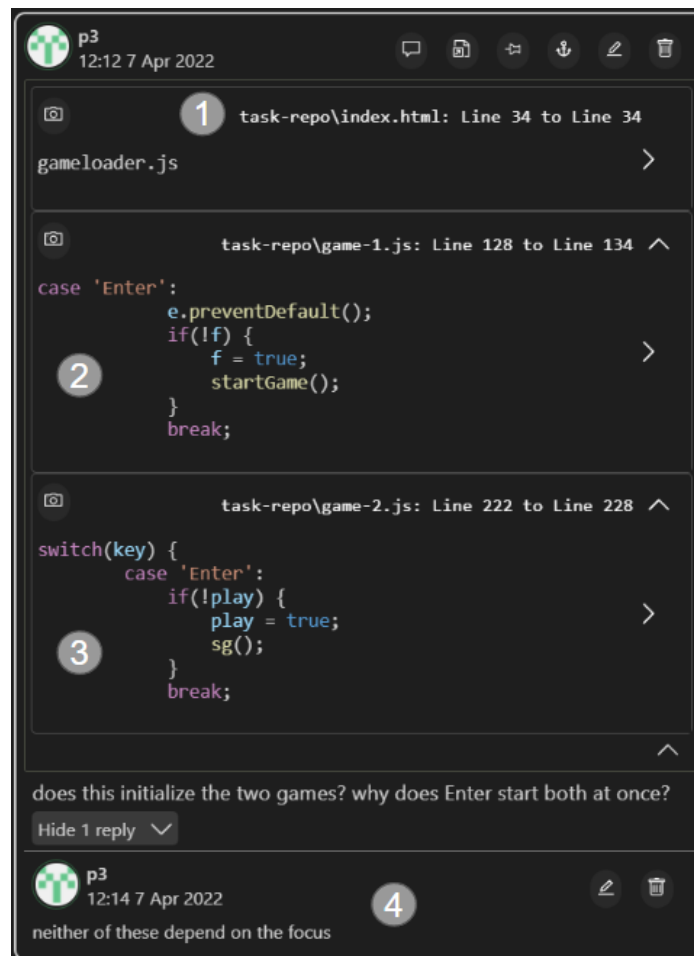 p3
12:12 7 Apr 2022
1
task-repo\index.html: Line 34 to Line 34
gameloader.js
task-repo\game-1.js: Line 128 to Line 134
case 'Enter':
e.preventDefault();
if(!f) {
f = true;
startGame();
}
break;
2
task-repo\game-2.js: Line 222 to Line 228
switch(key) {
case 'Enter':
if(!play) {
play = true;
sg();
}
break;
3
does this initialize the two games? why does Enter start both at once?
Hide 1 reply
p3
12:14 7 Apr 2022
4
neither of these depend on the focus